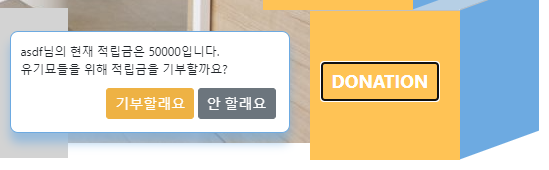 asdf님의 현재 적립금은 50000입니다.
유기묘들을 위해 적립금을 기부할까요?
기부할래요 안 할래요
DONATION